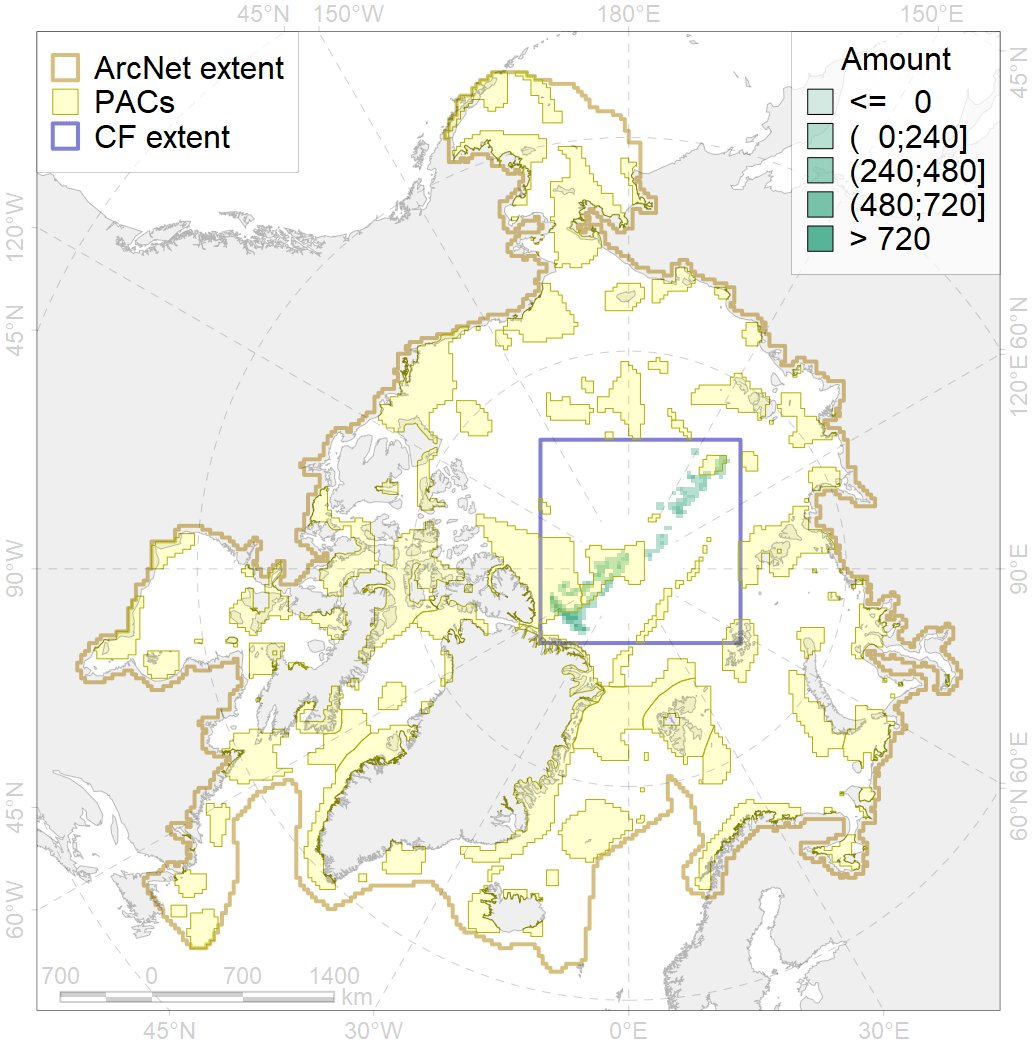 45°N 150°W 180°E 150°E
ArcNet extent
PACs
CF extent
Amount
<= 0
( 0;240]
(240;480]
(480;720]
> 720
45°N
120°W
45°N
90°W
45°N
60°W
60°N
120°E
90°E
60°E
60°N
700 0 700 1400
km
45°N 30°W 0°E 30°E